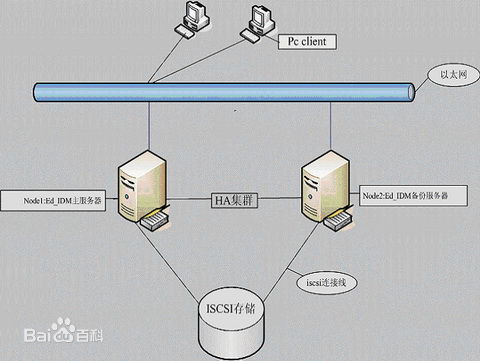 Pc client
以太网
Node1:Ed_IDM主服务器
HA集群
Node2:Ed_IDM备份服务器
iscsi连接线
ISCSI存储
Bai百科